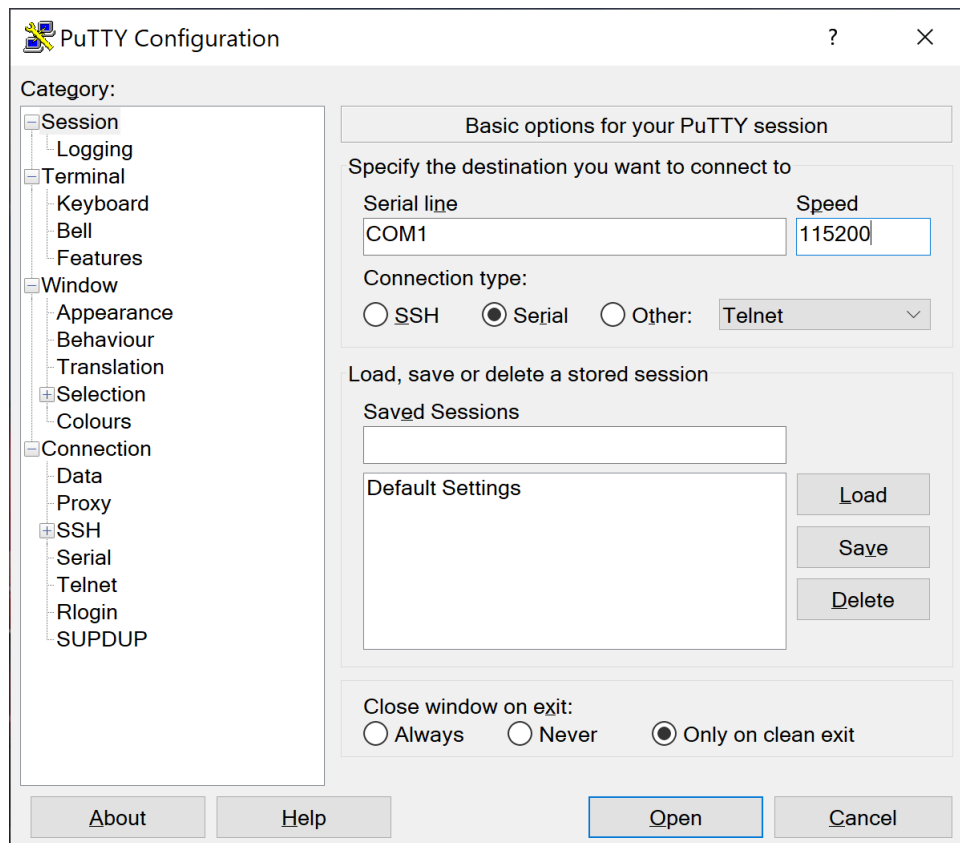 PuTTY Configuration
?
Category:
Session
Logging
Terminal
Keyboard
Bell
Features
Window
Appearance
Behaviour
Translation
Selection
Colours
Connection
Data
Proxy
SSH
Serial
Telnet
Rlogin
SUPDUP
Basic options for your PuTTY session
Specify the destination you want to connect to
Serial line Speed
COM1 115200
Connection type:
SSH Serial Other: Telnet
Load, save or delete a stored session
Saved Sessions
Default Settings
Load
Save
Delete
Close window on exit:
Always Never Only on clean exit
About Help Open Cancel